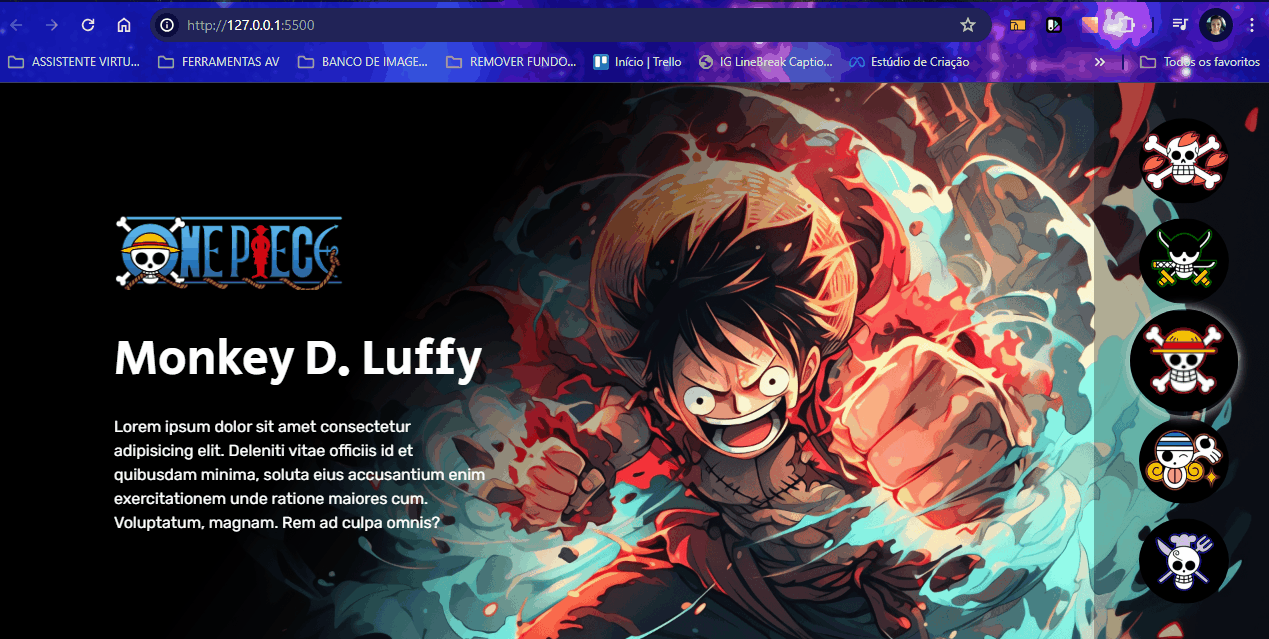 http://127.0.0.1:5500
ASSISTENTE VIRTU...
FERRAMENTAS AV
BANCO DE IMAGE...
REMOVER FUNDO...
Início | Trello
IG LineBreak Captio...
Estúdio de Criação
»
Todos os favoritos
ONE PIECE
Monkey D. Luffy
Lorem ipsum dolor sit amet consectetur
adipisicing elit. Deleniti vitae officiis id et
quibusdam minima, soluta eius accusantium enim
exercitationem unde ratione maiores cum.
Voluptatum, magnam. Rem ad culpa omnis?